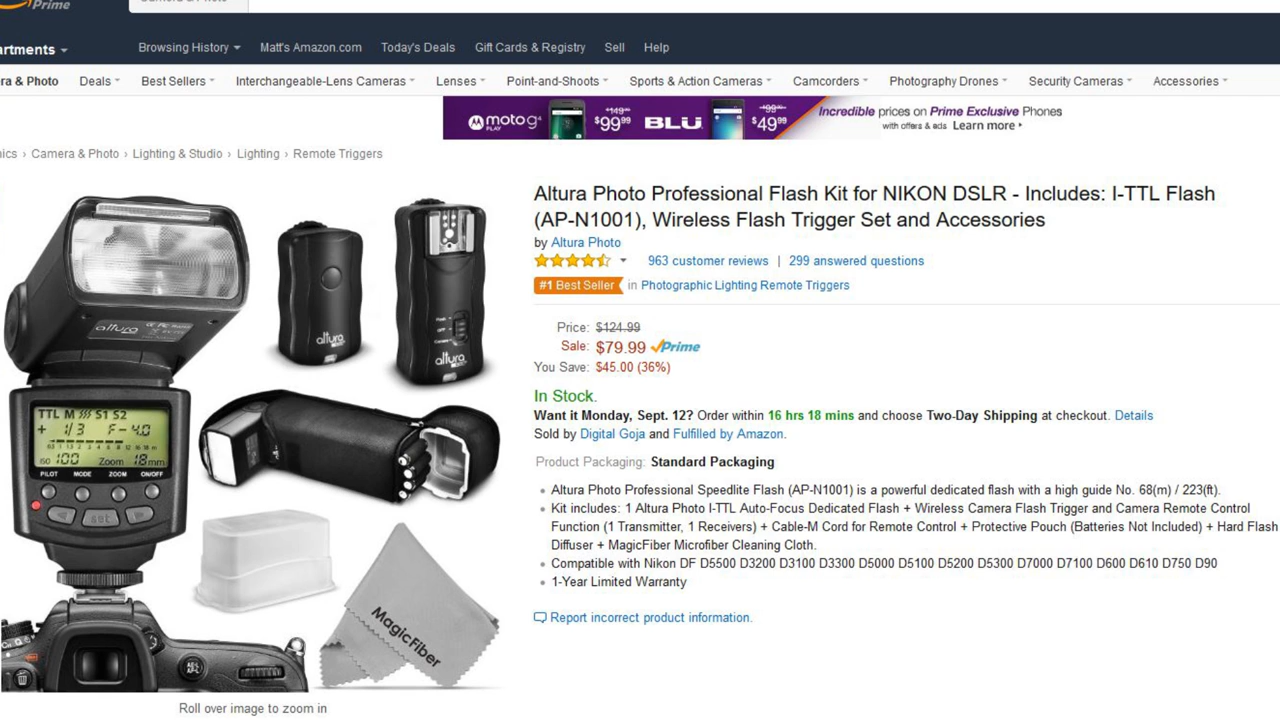 Prime
artments
Browsing History Matt's Amazon.com Today's Deals Gift Cards & Registry Sell Help
ra & Photo Deals Best Sellers Interchangeable-Lens Cameras Lenses Point-and-Shoots Sports & Action Cameras Camcorders Photography Drones Security Cameras Accessories
moto g4 PLAY $149.99 $99.99 BLU $99.99 $49.99 Incredible prices on Prime Exclusive Phones
with offers & ads Learn more
ics › Camera & Photo › Lighting & Studio › Lighting › Remote Triggers
Altura Photo Professional Flash Kit for NIKON DSLR - Includes: I-TTL Flash
(AP-N1001), Wireless Flash Trigger Set and Accessories
by Altura Photo
963 customer reviews | 299 answered questions
#1 Best Seller in Photographic Lighting Remote Triggers
Price: $124.99
Sale: $79.99 Prime
You Save: $45.00 (36%)
In Stock.
Want it Monday, Sept. 12? Order within 16 hrs 18 mins and choose Two-Day Shipping at checkout. Details
Sold by Digital Goja and Fulfilled by Amazon.
Product Packaging: Standard Packaging
• Altura Photo Professional Speedlite Flash (AP-N1001) is a powerful dedicated flash with a high guide No. 68(m) / 223(ft).
• Kit includes: 1 Altura Photo I-TTL Auto-Focus Dedicated Flash + Wireless Camera Flash Trigger and Camera Remote Control
Function (1 Transmitter, 1 Receivers) + Cable-M Cord for Remote Control + Protective Pouch (Batteries Not Included) + Hard Flash
Diffuser + MagicFiber Microfiber Cleaning Cloth.
• Compatible with Nikon DF D5500 D3200 D3100 D3300 D5000 D5100 D5200 D5300 D7000 D7100 D600 D610 D750 D90
• 1-Year Limited Warranty
Report incorrect product information.
altura
altura
altura
TTL M S1 S2
+ 1/3 F-4.0
ISO 100 Zoom 18mm
PILOT MODE ZOOM ON/OFF
set
MagicFiber
AE-L
AF-L
Roll over image to zoom in